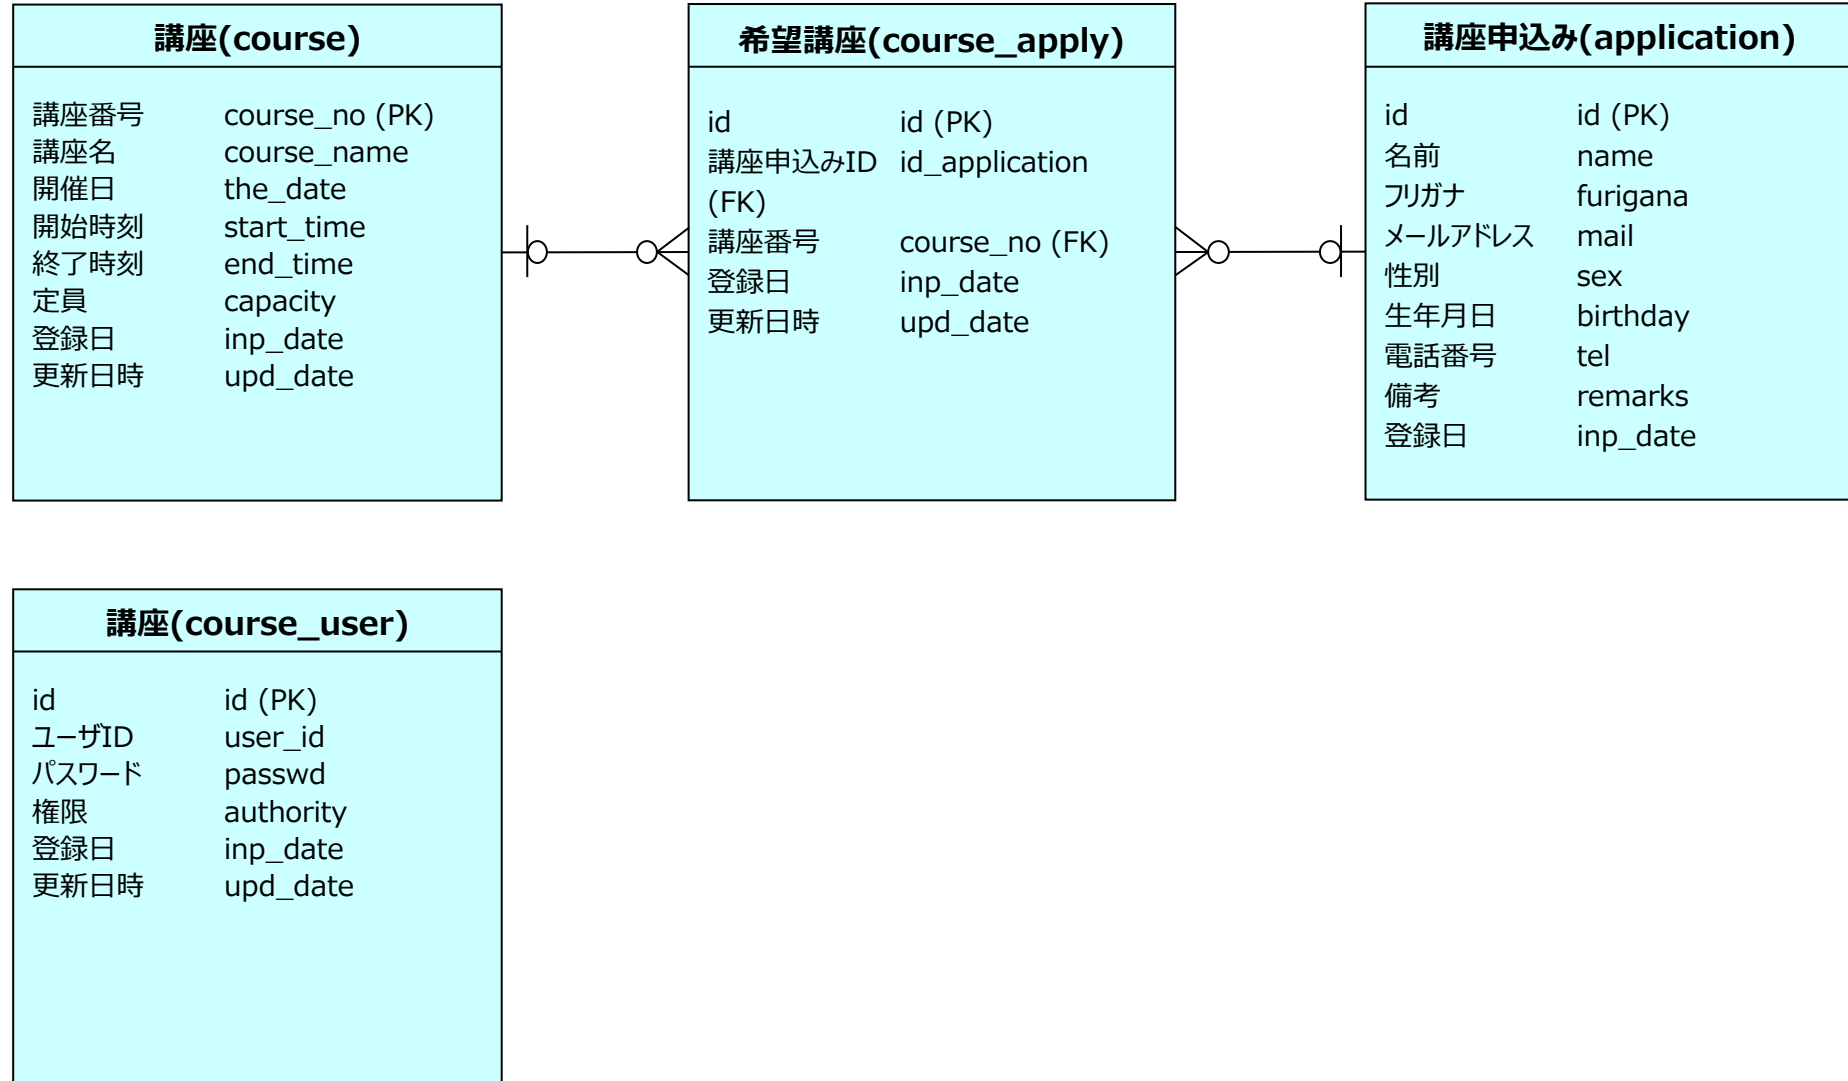 講座(course)
講座番号 course_no (PK)
講座名 course_name
開催日 the_date
開始時刻 start_time
終了時刻 end_time
定員 capacity
登録日 inp_date
更新日時 upd_date
希望講座(course_apply)
id id (PK)
講座申込みID id_application
(FK)
講座番号 course_no (FK)
登録日 inp_date
更新日時 upd_date
講座申込み(application)
id id (PK)
名前 name
フリガナ furigana
メールアドレス mail
性別 sex
生年月日 birthday
電話番号 tel
備考 remarks
登録日 inp_date
講座(course_user)
id id (PK)
ユーザID user_id
パスワード passwd
権限 authority
登録日 inp_date
更新日時 upd_date